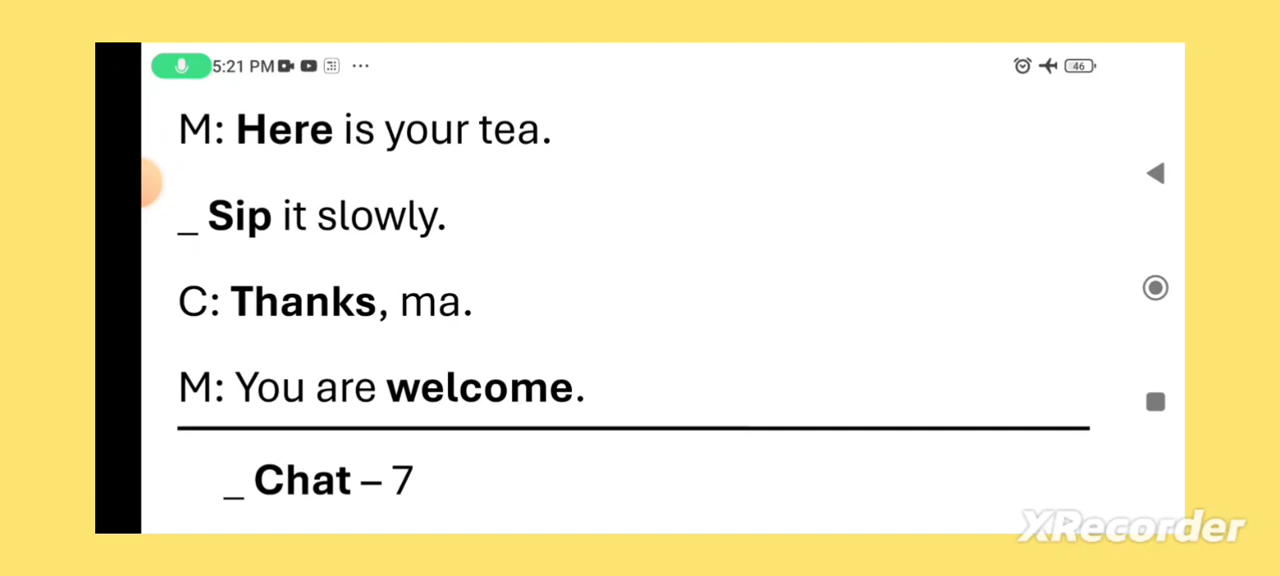 5:21 PM ...
46
M: Here is your tea.
_ Sip it slowly.
C: Thanks, ma.
M: You are welcome.
_ Chat – 7
XRecorder